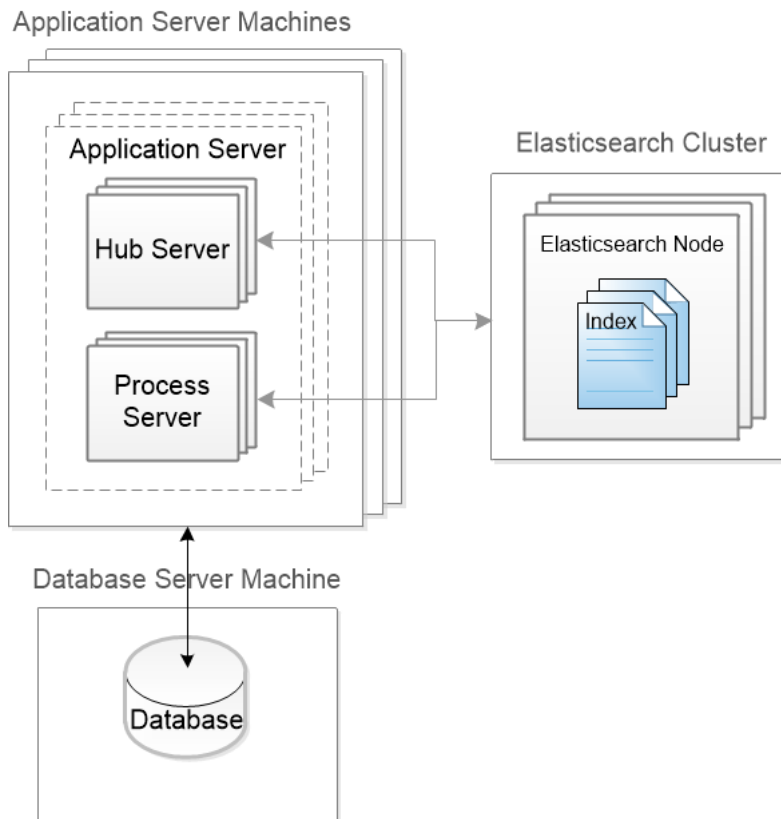 Application Server Machines
Application Server
Hub Server
Process
Server
Elasticsearch Cluster
Elasticsearch Node
Index
Database Server Machine
Database